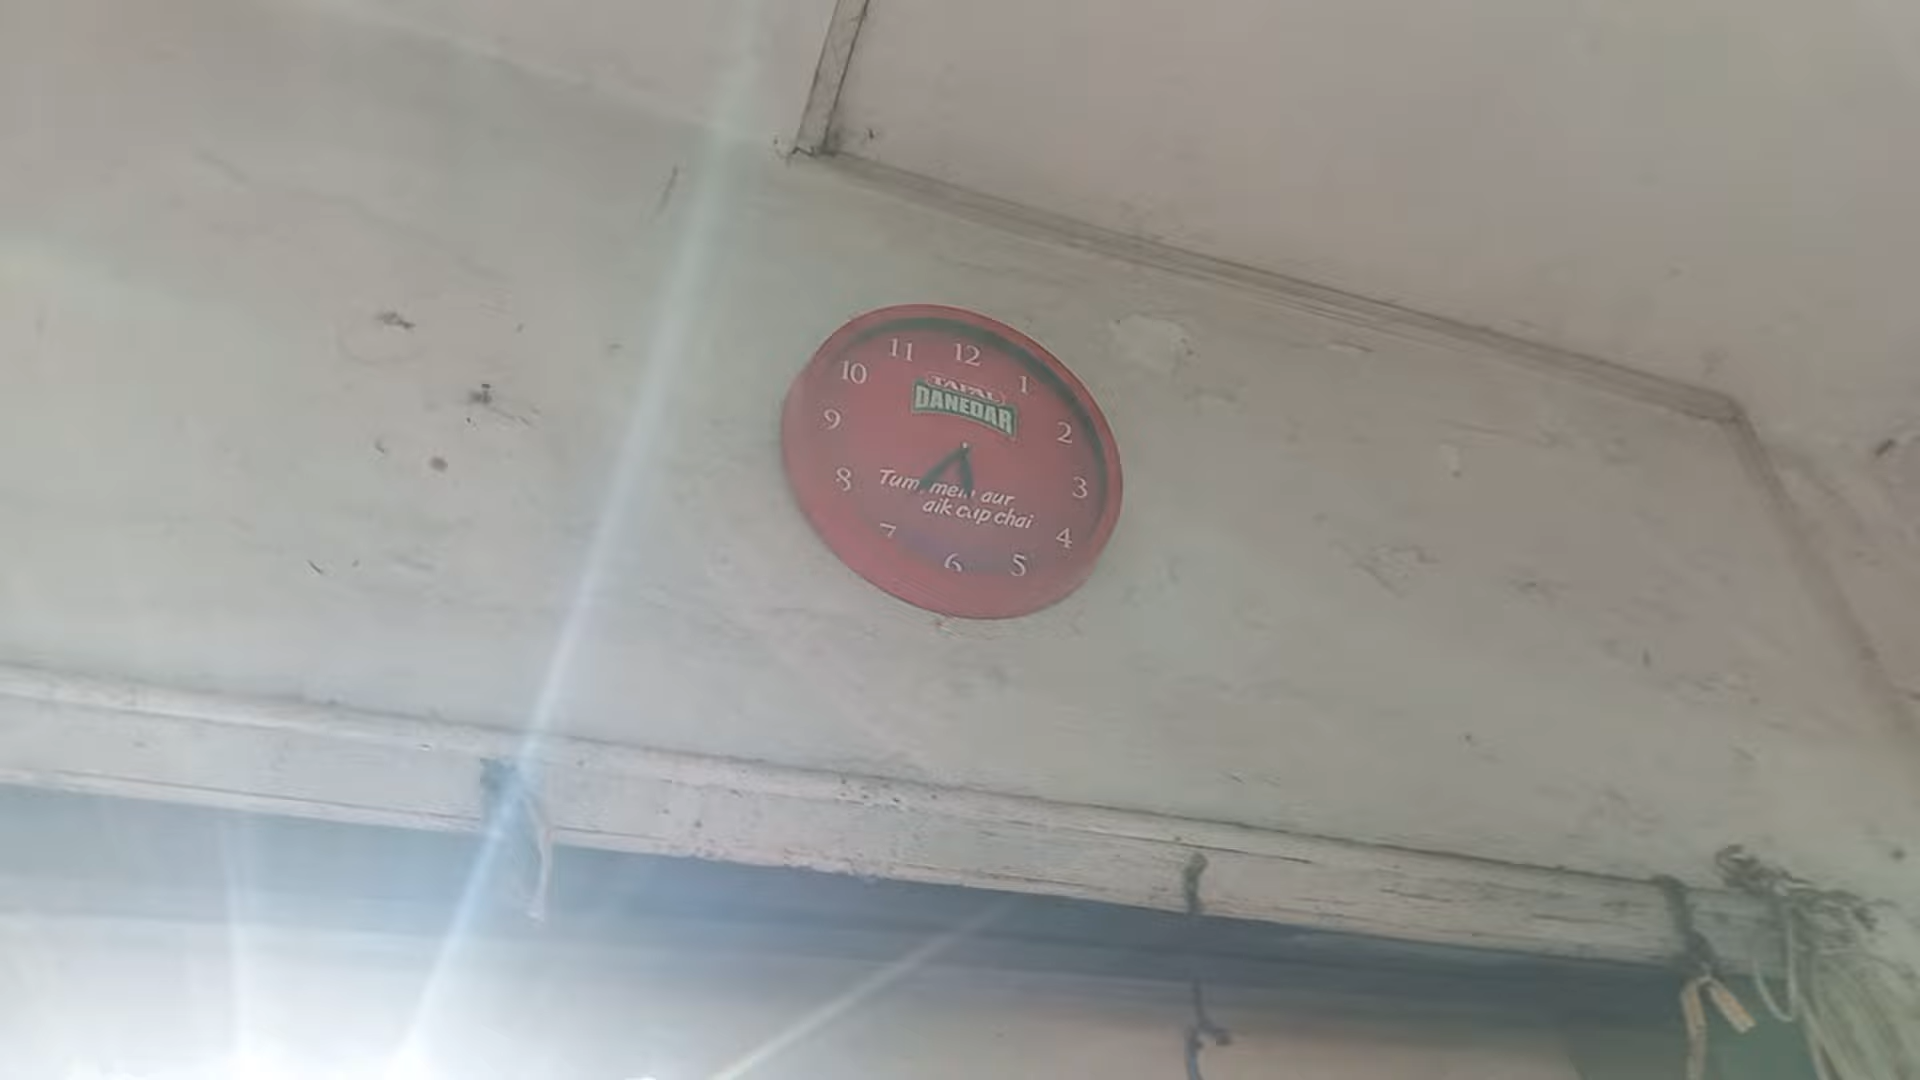 11 12 1
10 2
TAPAL
DANEDAR
9 3
8 4
Tum, mein aur
aik cup chai
7 6 5